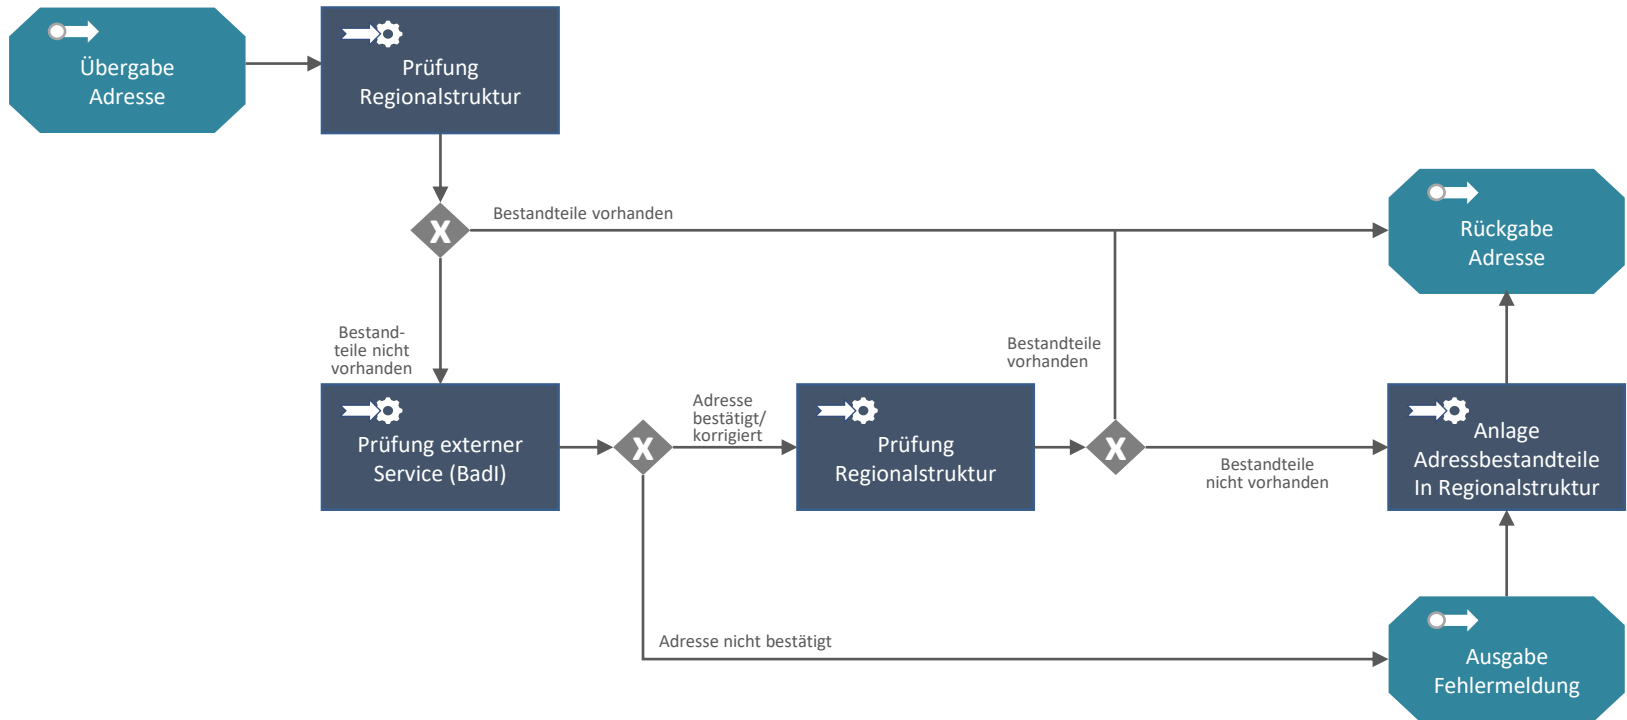 Übergabe
Adresse
Prüfung
Regionalstruktur
X
Bestandteile vorhanden
Rückgabe
Adresse
Bestand-
teile nicht
vorhanden
Bestandteile
vorhanden
Prüfung externer
Service (BadI)
X
Adresse
bestätigt/
korrigiert
Prüfung
Regionalstruktur
X
Bestandteile
nicht vorhanden
Anlage
Adressbestandteile
In Regionalstruktur
Adresse nicht bestätigt
Ausgabe
Fehlermeldung